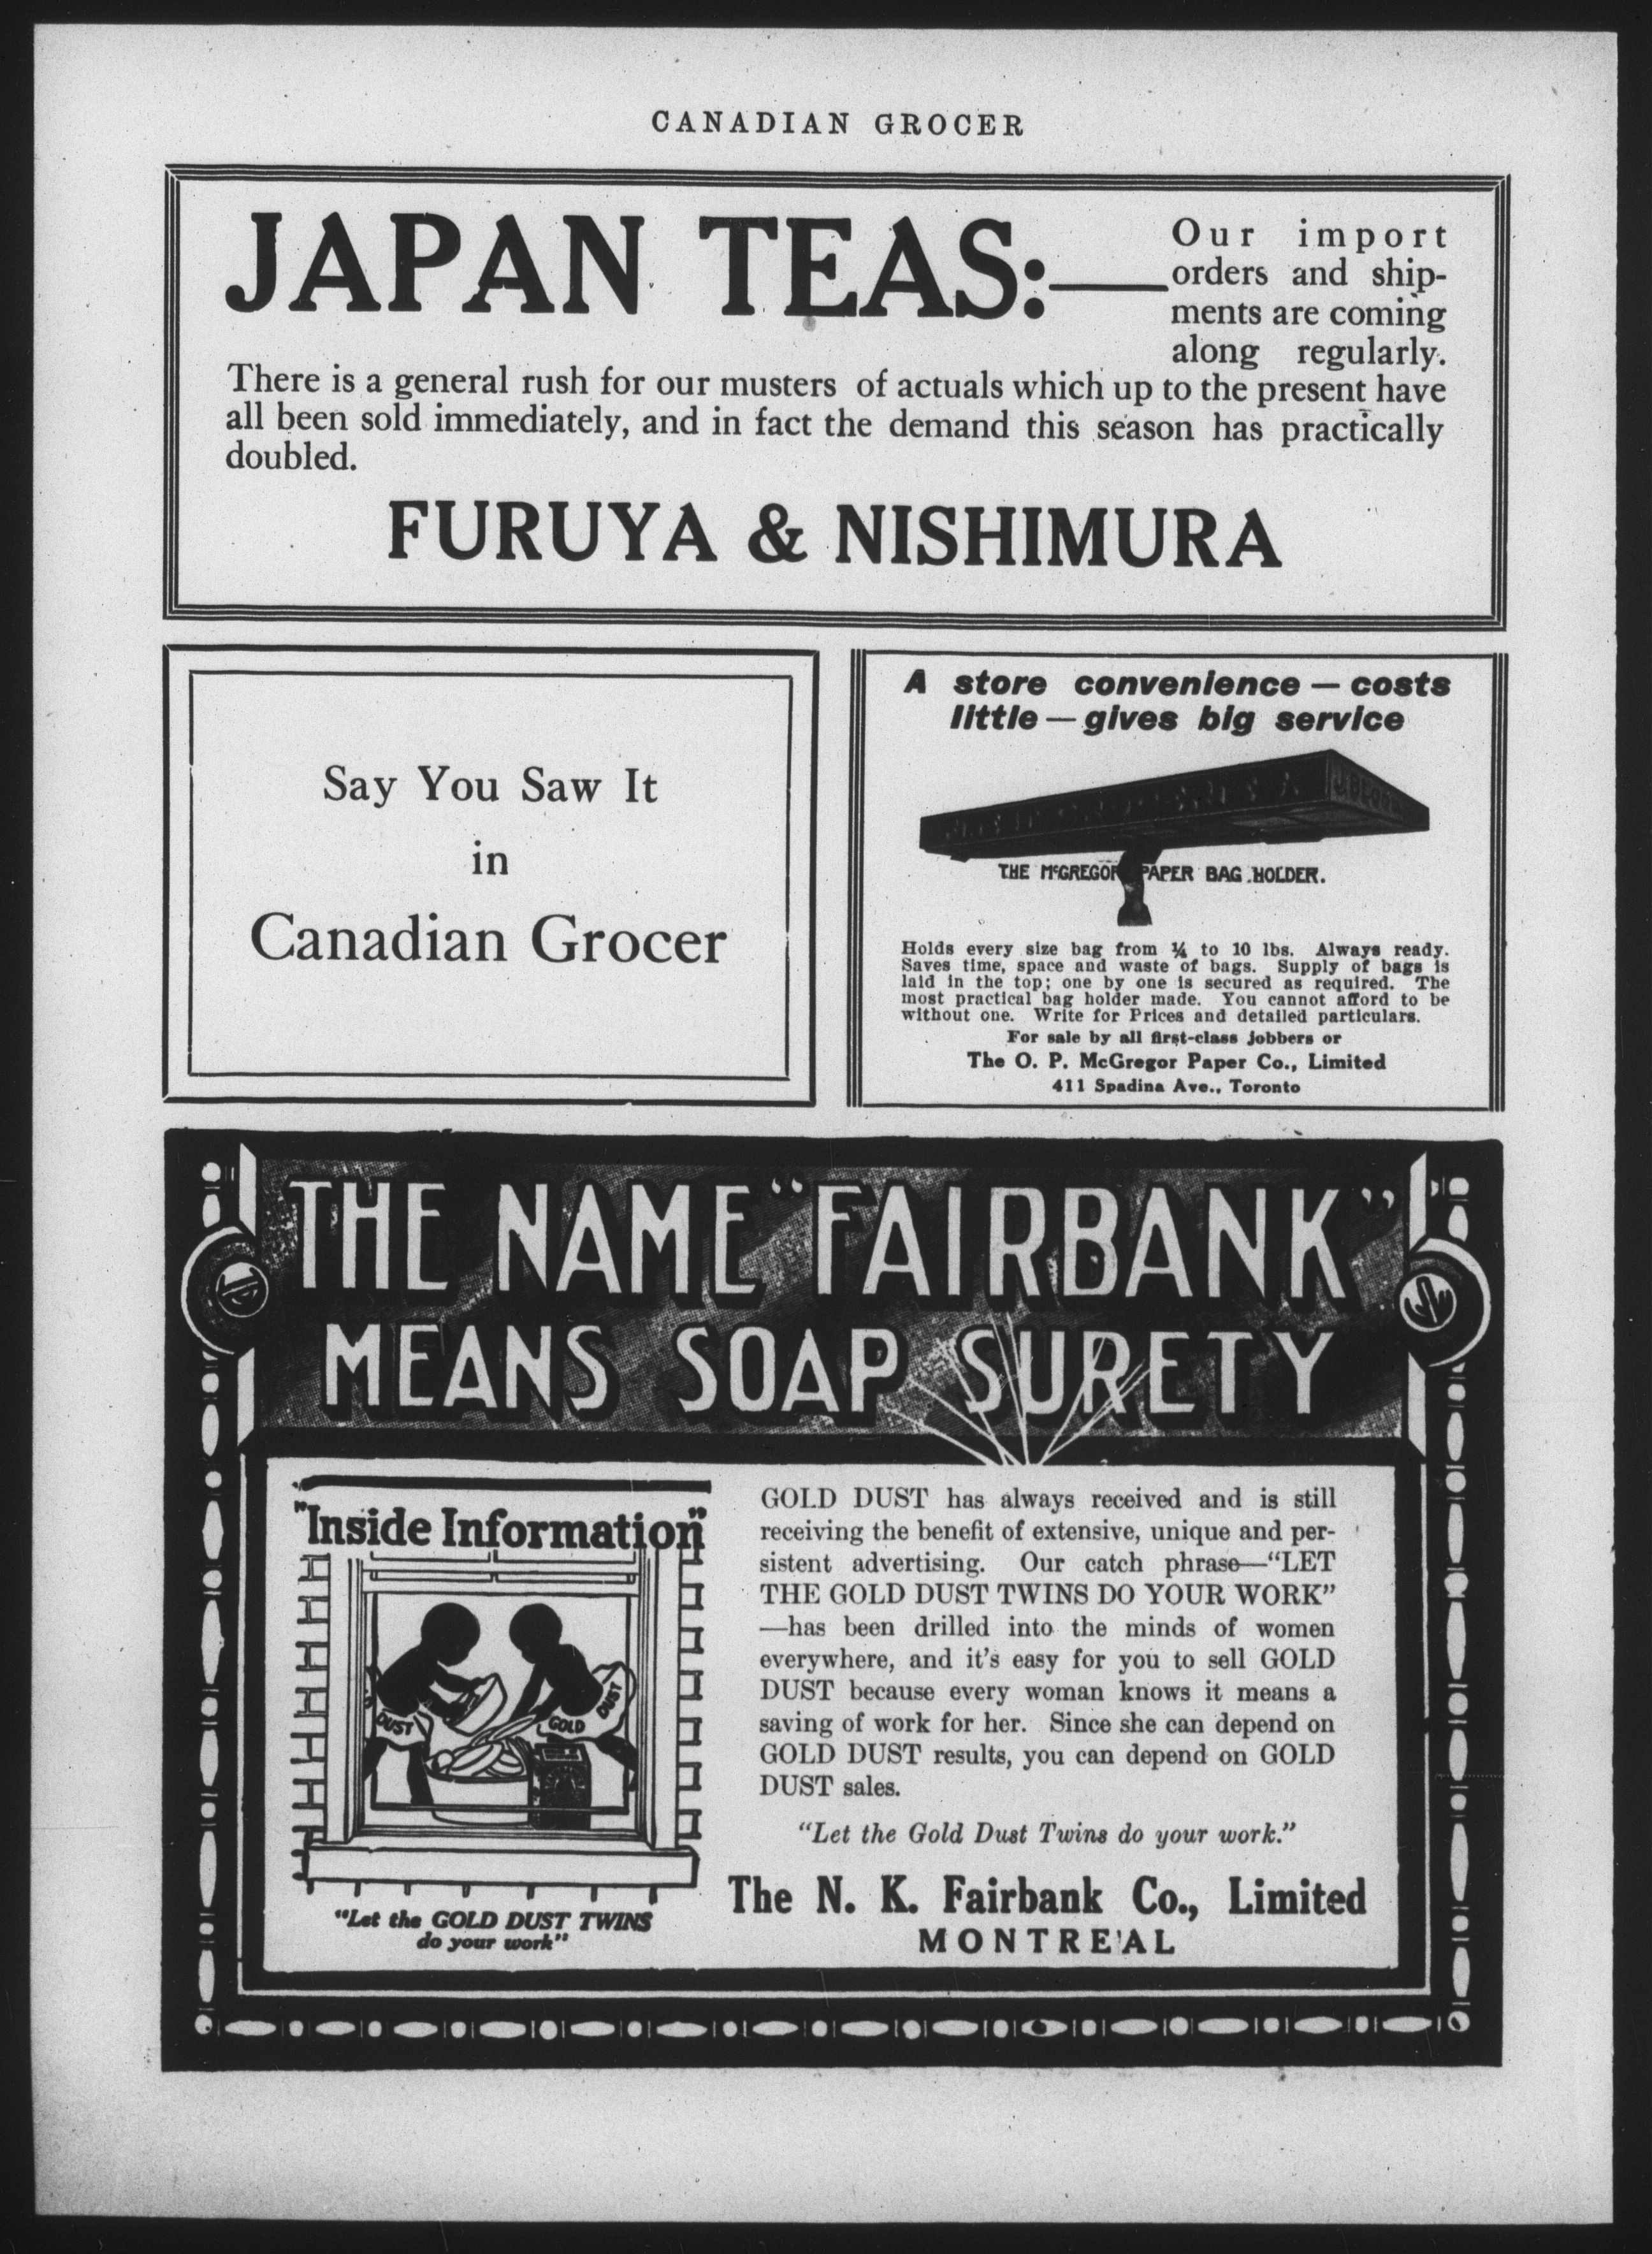 CANADIAN GROCER
JAPAN TEAS:—
Our import
orders and ship-
ments are coming
along regularly.
There is a general rush for our musters of actuals which up to the present have
all been sold immediately, and in fact the demand this season has practically
doubled.
FURUYA & NISHIMURA
Say You Saw It
in
Canadian Grocer
A store convenience — costs
little — gives big service
THE McGREGOR PAPER BAG HOLDER.
Holds every size bag from ¼ to 10 lbs. Always ready.
Saves time, space and waste of bags. Supply of bags is
laid in the top; one by one is secured as required. The
most practical bag holder made. You cannot afford to be
without one. Write for Prices and detailed particulars.
For sale by all first-class jobbers or
The O. P. McGregor Paper Co., Limited
411 Spadina Ave., Toronto
THE NAME "FAIRBANK"
MEANS SOAP SURETY
"Inside Information"
DUST
GOLD
DUST
"Let the GOLD DUST TWINS
do your work"
GOLD DUST has always received and is still
receiving the benefit of extensive, unique and per-
sistent advertising. Our catch phrase—"LET
THE GOLD DUST TWINS DO YOUR WORK"
—has been drilled into the minds of women
everywhere, and it's easy for you to sell GOLD
DUST because every woman knows it means a
saving of work for her. Since she can depend on
GOLD DUST results, you can depend on GOLD
DUST sales.
"Let the Gold Dust Twins do your work."
The N. K. Fairbank Co., Limited
MONTREAL